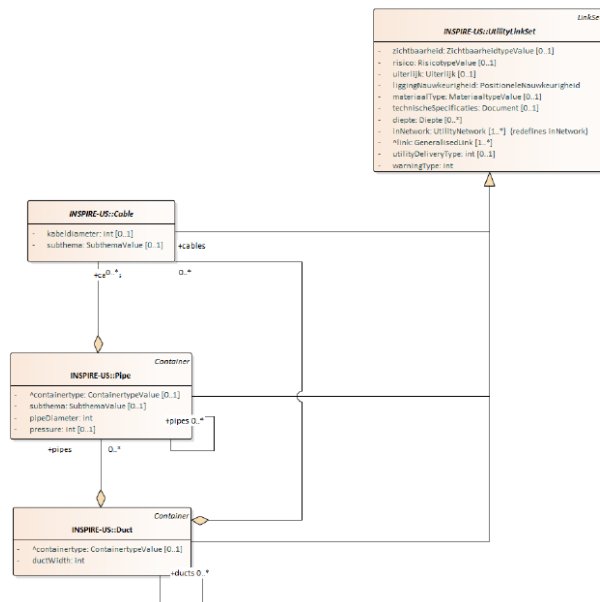 LinkSe
INSPIRE-US::UtilityLinkSet
- zichtbaarheid: ZichtbaarheidtypeValue [0..1]
- risico: RisicotypeValue [0..1]
- uiterlijk: Uiterlijk [0..1]
- liggingNauwkeurigheid: PositioneleNauwkeurigheid
- materiaalType: MateriaaltypeValue [0..1]
- technischeSpecificaties: Document [0..1]
- diepte: Diepte [0..*]
- inNetwork: UtilityNetwork [1..*] {redefines inNetwork}
- ^link: GeneralisedLink [1..*]
- utilityDeliveryType: int [0..1]
- warningType: int
INSPIRE-US::Cable
- kabeldiameter: int [0..1]
- subthema: SubthemaValue [0..1]
+cables
0..*
0..*
Container
INSPIRE-US::Pipe
- ^containertype: ContainertypeValue [0..1]
- subthema: SubthemaValue [0..1]
- pipeDiameter: int
- pressure: int [0..1]
+pipes 0..*
+pipes 0..*
Container
INSPIRE-US::Duct
- ^containertype: ContainertypeValue [0..1]
- ductWidth: int
+ducts 0..*